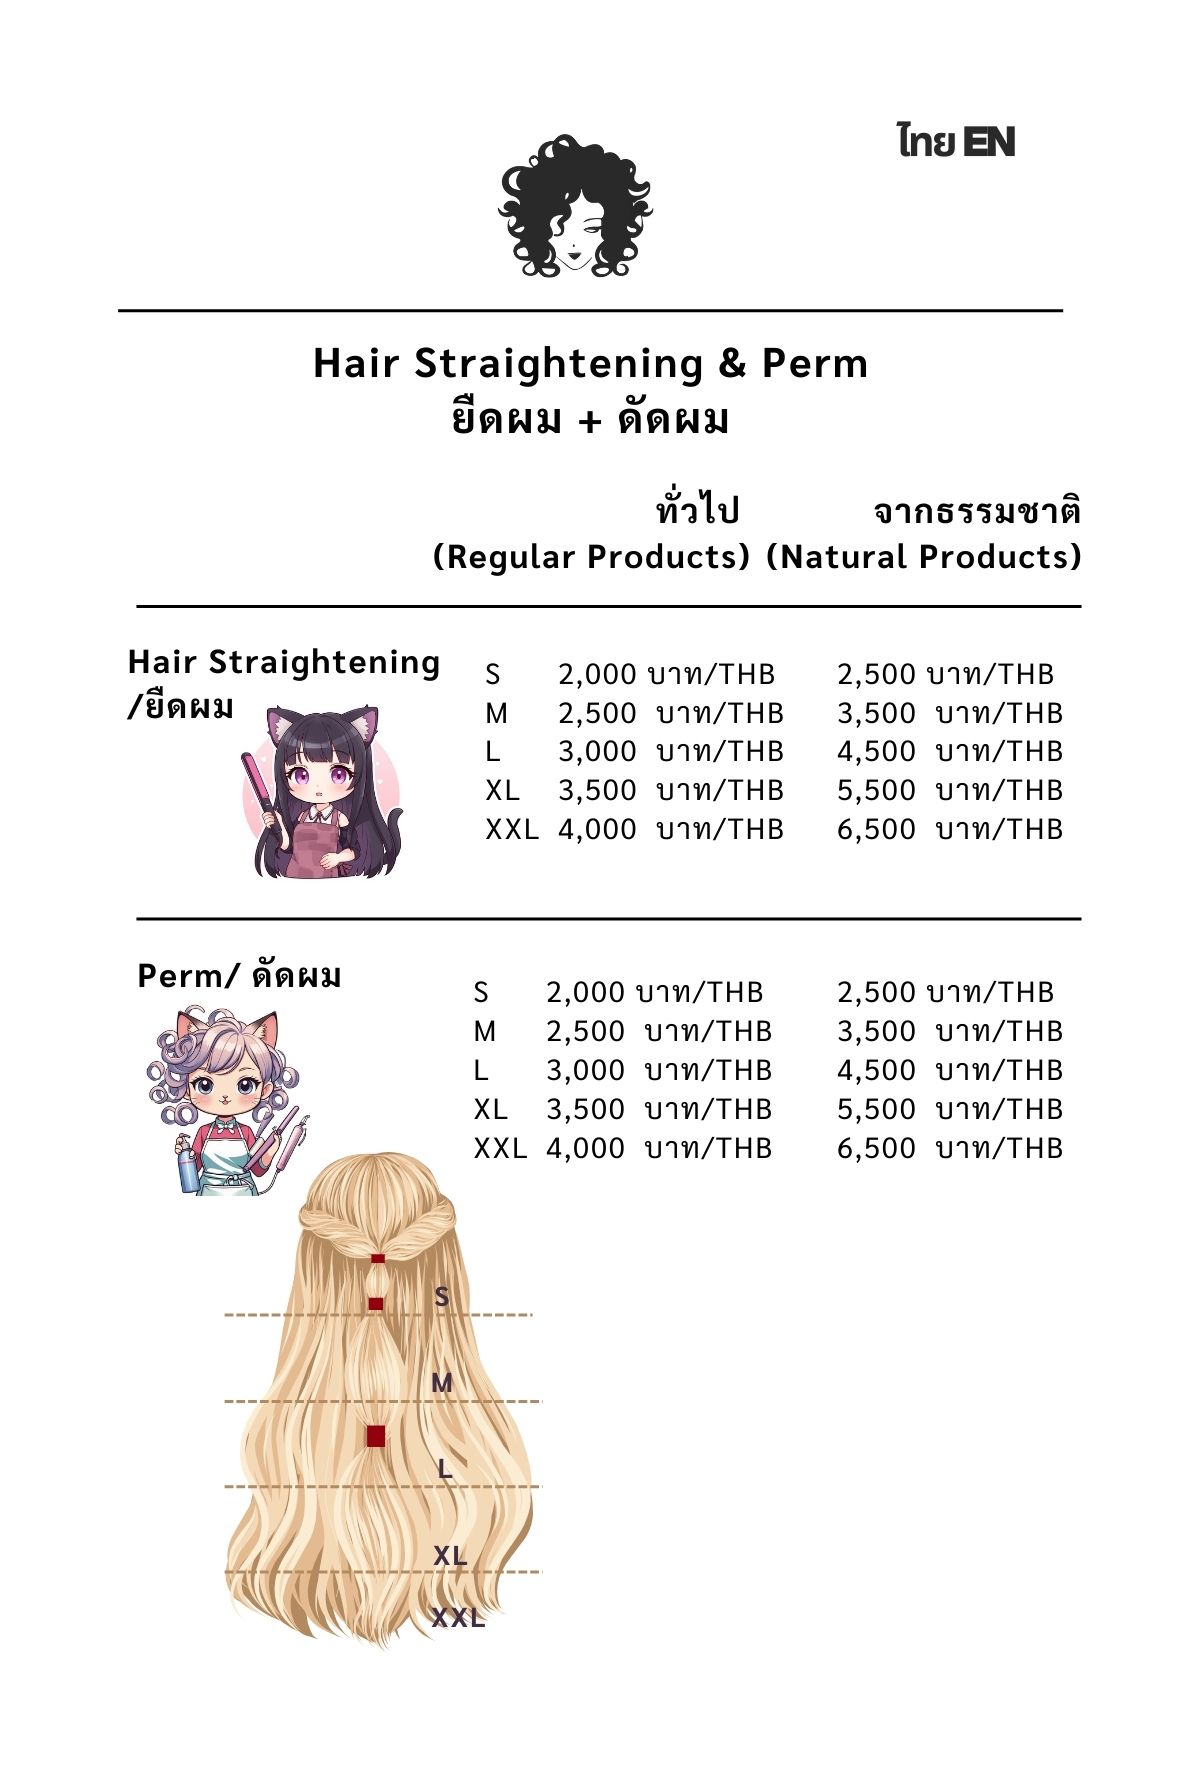 ไทย EN
Hair Straightening & Perm
ยืดผม + ดัดผม
ทั่วไป จากธรรมชาติ
(Regular Products) (Natural Products)
Hair Straightening
/ยืดผม
S 2,000 บาท/THB 2,500 บาท/THB
M 2,500 บาท/THB 3,500 บาท/THB
L 3,000 บาท/THB 4,500 บาท/THB
XL 3,500 บาท/THB 5,500 บาท/THB
XXL 4,000 บาท/THB 6,500 บาท/THB
Perm/ ดัดผม
S 2,000 บาท/THB 2,500 บาท/THB
M 2,500 บาท/THB 3,500 บาท/THB
L 3,000 บาท/THB 4,500 บาท/THB
XL 3,500 บาท/THB 5,500 บาท/THB
XXL 4,000 บาท/THB 6,500 บาท/THB
S
M
L
XL
XXL